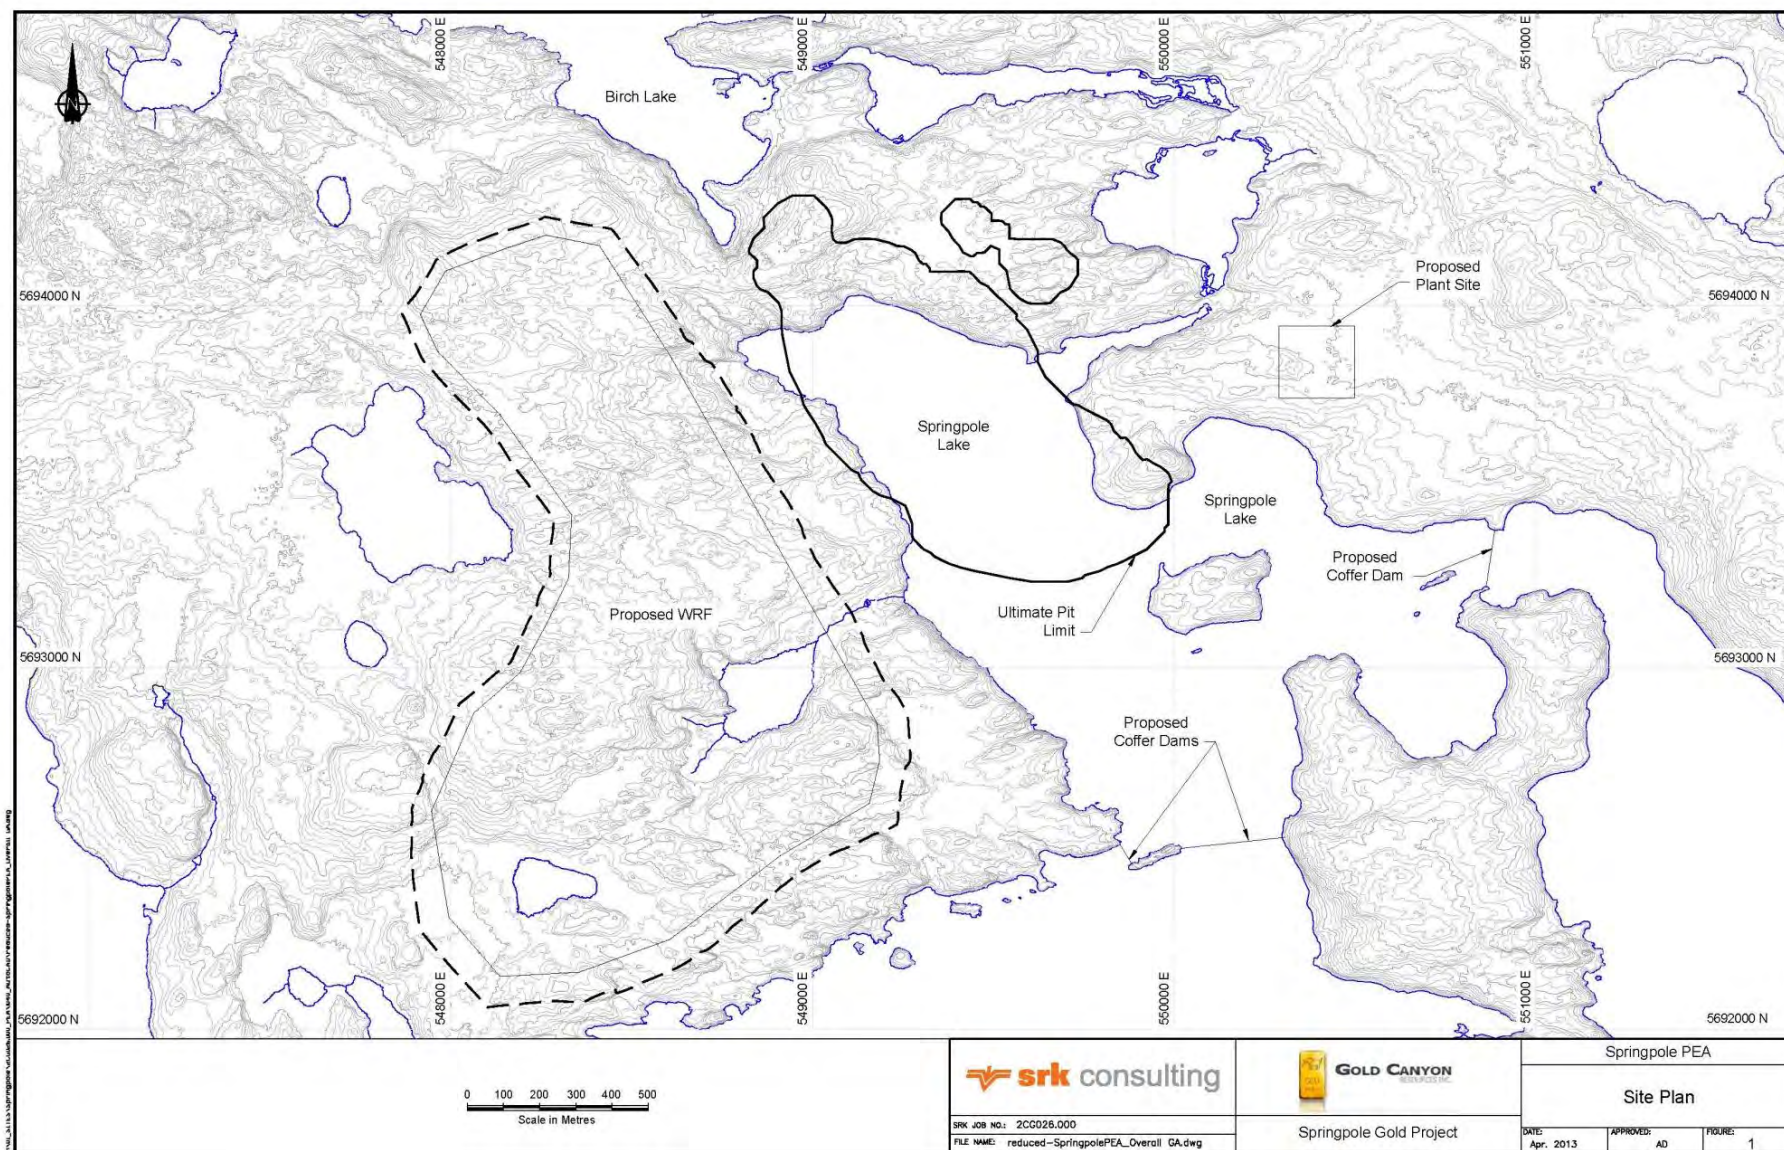 548000 E
549000 E
550000 E
551000 E
N
Birch Lake
5694000 N
Proposed
Plant Site
5694000 N
Springpole
Lake
Springpole
Lake
Proposed
Coffer Dam
Proposed WRF
Ultimate Pit
Limit
5693000 N
5693000 N
Proposed
Coffer Dams
548000 E
549000 E
550000 E
551000 E
5692000 N
5692000 N
0 100 200 300 400 500
Scale in Metres
srk consulting
GOLD CANYON
RESOURCES INC.
Springpole PEA
Site Plan
SRK JOB NO.: 2CG026.000
FILE NAME: reduced-SpringpolePEA_Overall GA.dwg
Springpole Gold Project
DATE: Apr. 2013
APPROVED: AD
FIGURE: 1